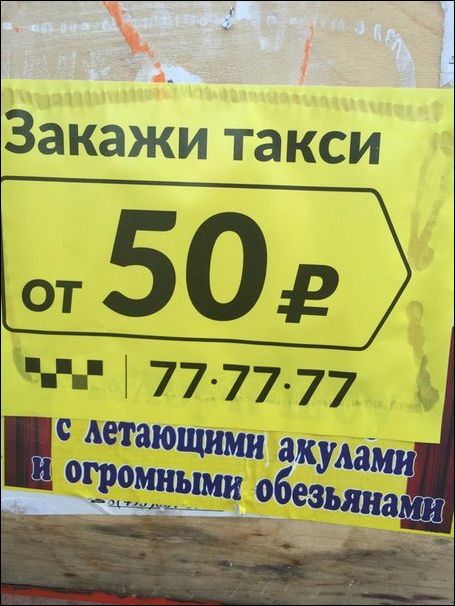 Закажи такси
от 50 ₽
77·77·77
с летающими акулами
и огромными обезьянами